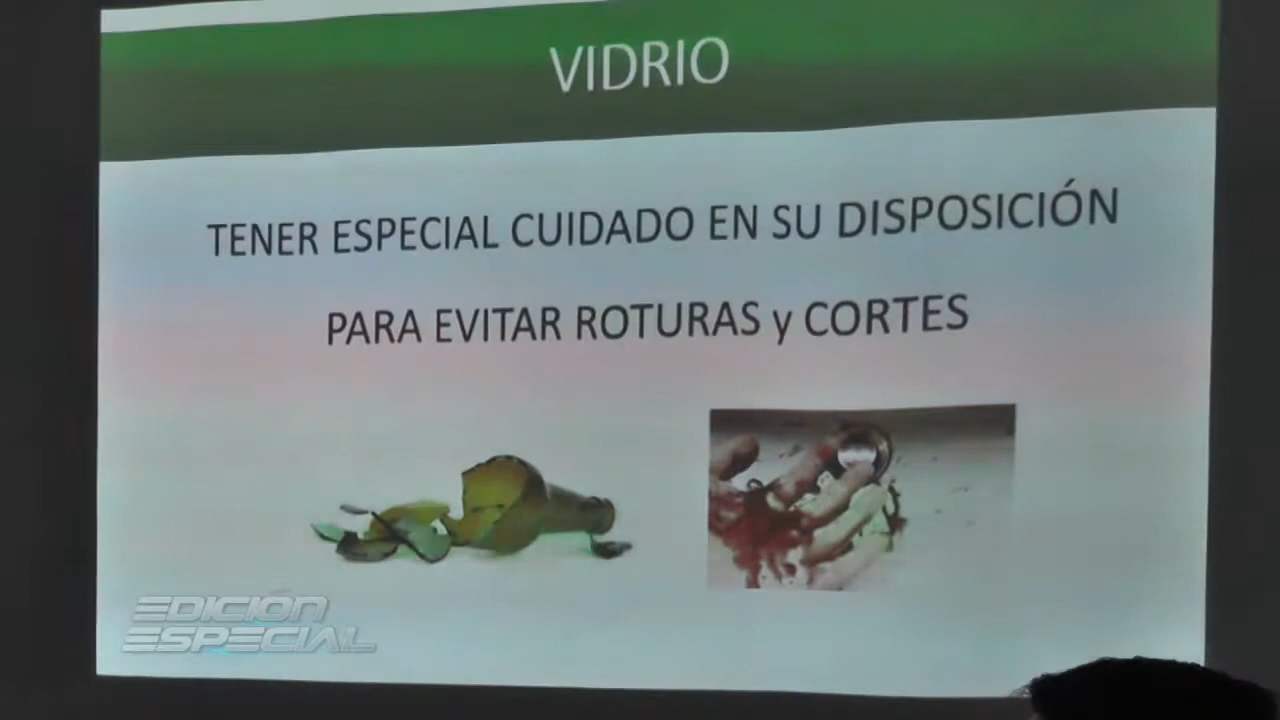 VIDRIO
TENER ESPECIAL CUIDADO EN SU DISPOSICIÓN
PARA EVITAR ROTURAS y CORTES
EDICIÓN
ESPECIAL